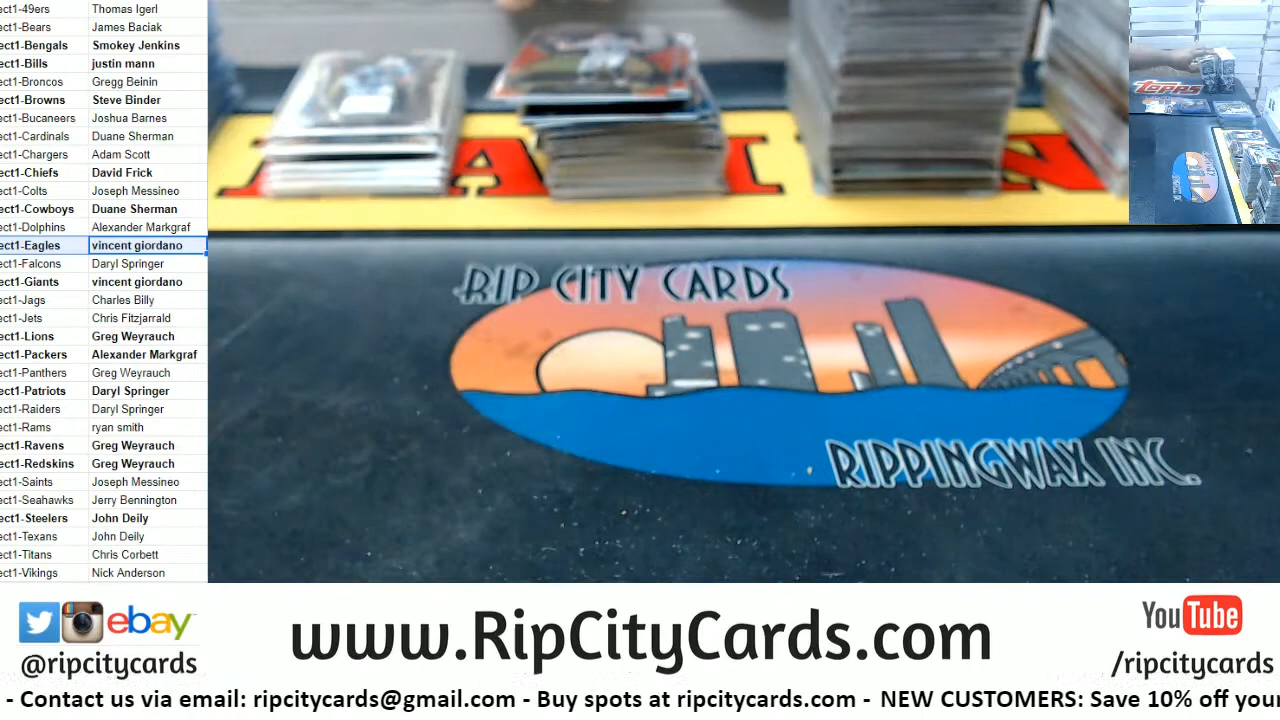 ect1-49ers Thomas Igerl
ect1-Bears James Baciak
ect1-Bengals Smokey Jenkins
ect1-Bills justin mann
ect1-Broncos Gregg Beinin
ect1-Browns Steve Binder
ect1-Bucaneers Joshua Barnes
ect1-Cardinals Duane Sherman
ect1-Chargers Adam Scott
ect1-Chiefs David Frick
ect1-Colts Joseph Messineo
ect1-Cowboys Duane Sherman
ect1-Dolphins Alexander Markgraf
ect1-Eagles vincent giordano
ect1-Falcons Daryl Springer
ect1-Giants vincent giordano
ect1-Jags Charles Billy
ect1-Jets Chris Fitzjarrald
ect1-Lions Greg Weyrauch
ect1-Packers Alexander Markgraf
ect1-Panthers Greg Weyrauch
ect1-Patriots Daryl Springer
ect1-Raiders Daryl Springer
ect1-Rams ryan smith
ect1-Ravens Greg Weyrauch
ect1-Redskins Greg Weyrauch
ect1-Saints Joseph Messineo
ect1-Seahawks Jerry Bennington
ect1-Steelers John Deily
ect1-Texans John Deily
ect1-Titans Chris Corbett
ect1-Vikings Nick Anderson
TOPPS
RIP CITY CARDS
RIPPINGWAX INC.
ebay
@ripcitycards
www.RipCityCards.com
YouTube
/ripcitycards
- Contact us via email: ripcitycards@gmail.com - Buy spots at ripcitycards.com - NEW CUSTOMERS: Save 10% off your